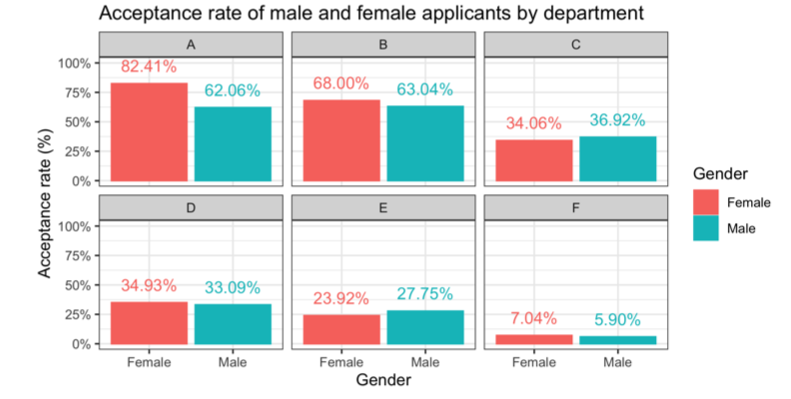 Acceptance rate of male and female applicants by department
A B C
100%
75%
50%
25%
0%
82.41% 62.06% 68.00% 63.04% 34.06% 36.92%
D E F
100%
75%
50%
25%
0%
34.93% 33.09% 23.92% 27.75% 7.04% 5.90%
Female Male Female Male Female Male
Gender
Acceptance rate (%)
Gender
Female
Male